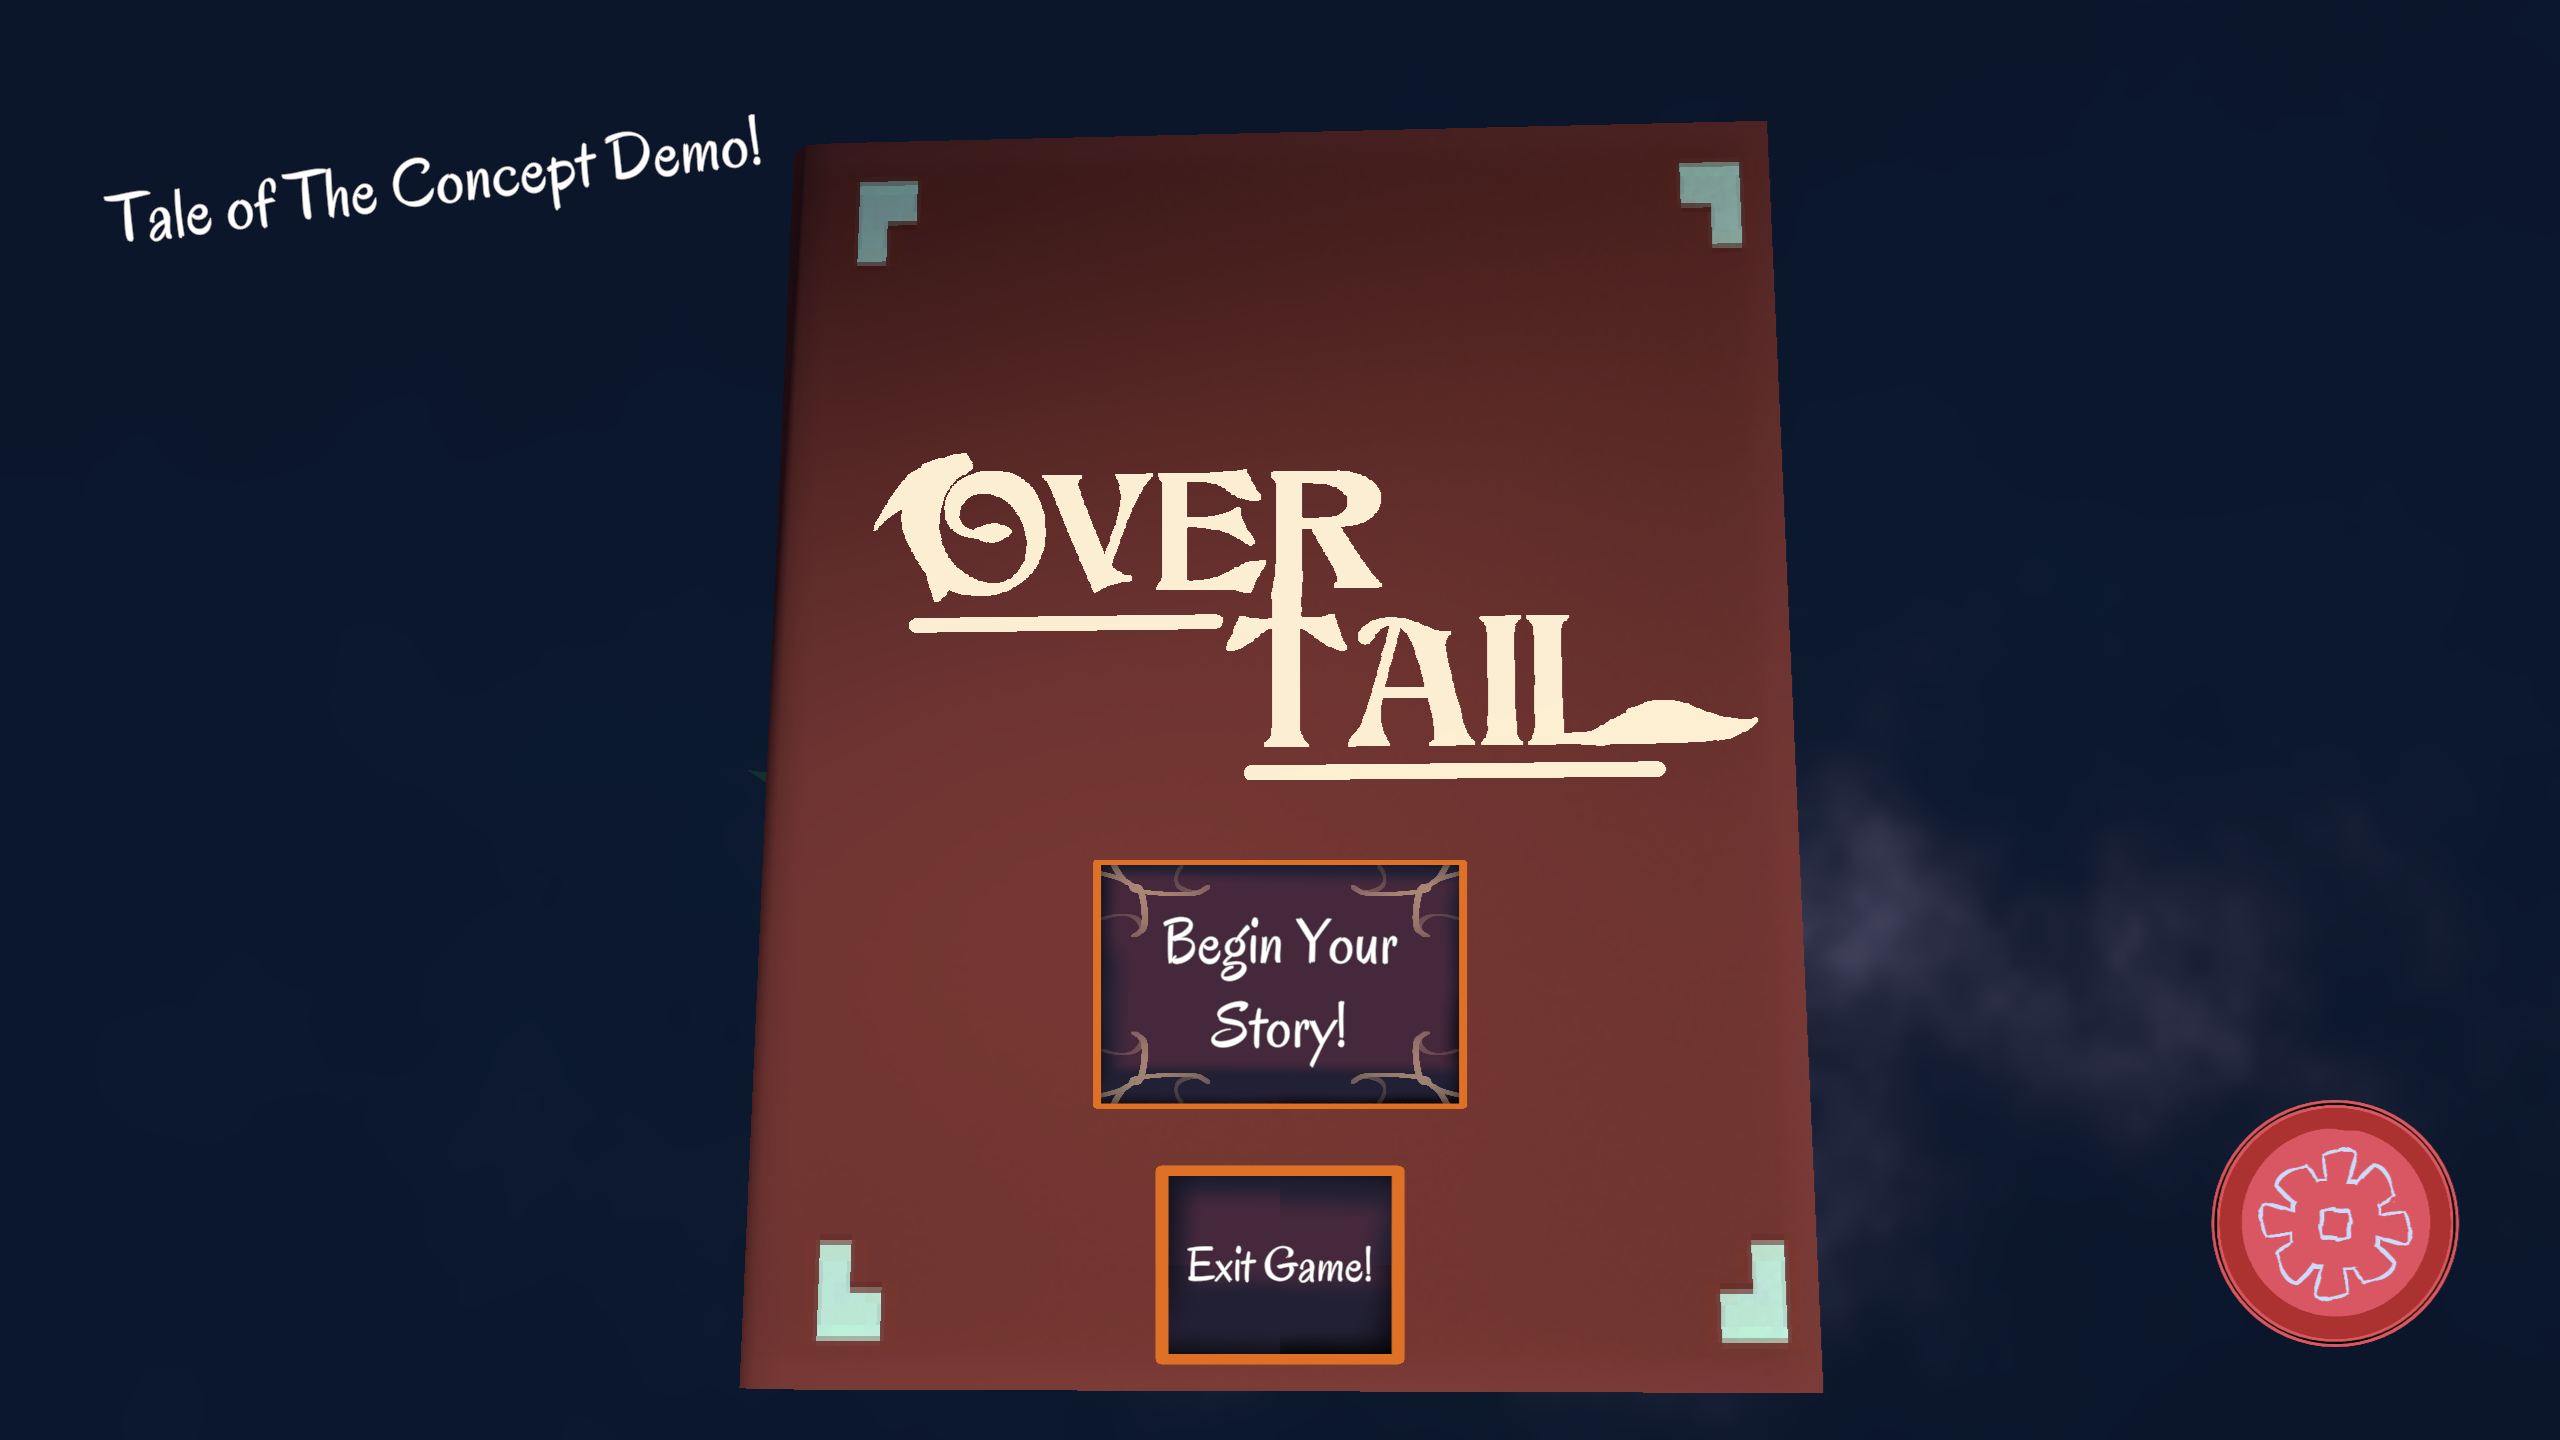 Tale of The Concept Demo!
OVER
TAIL
Begin Your
Story!
Exit Game!